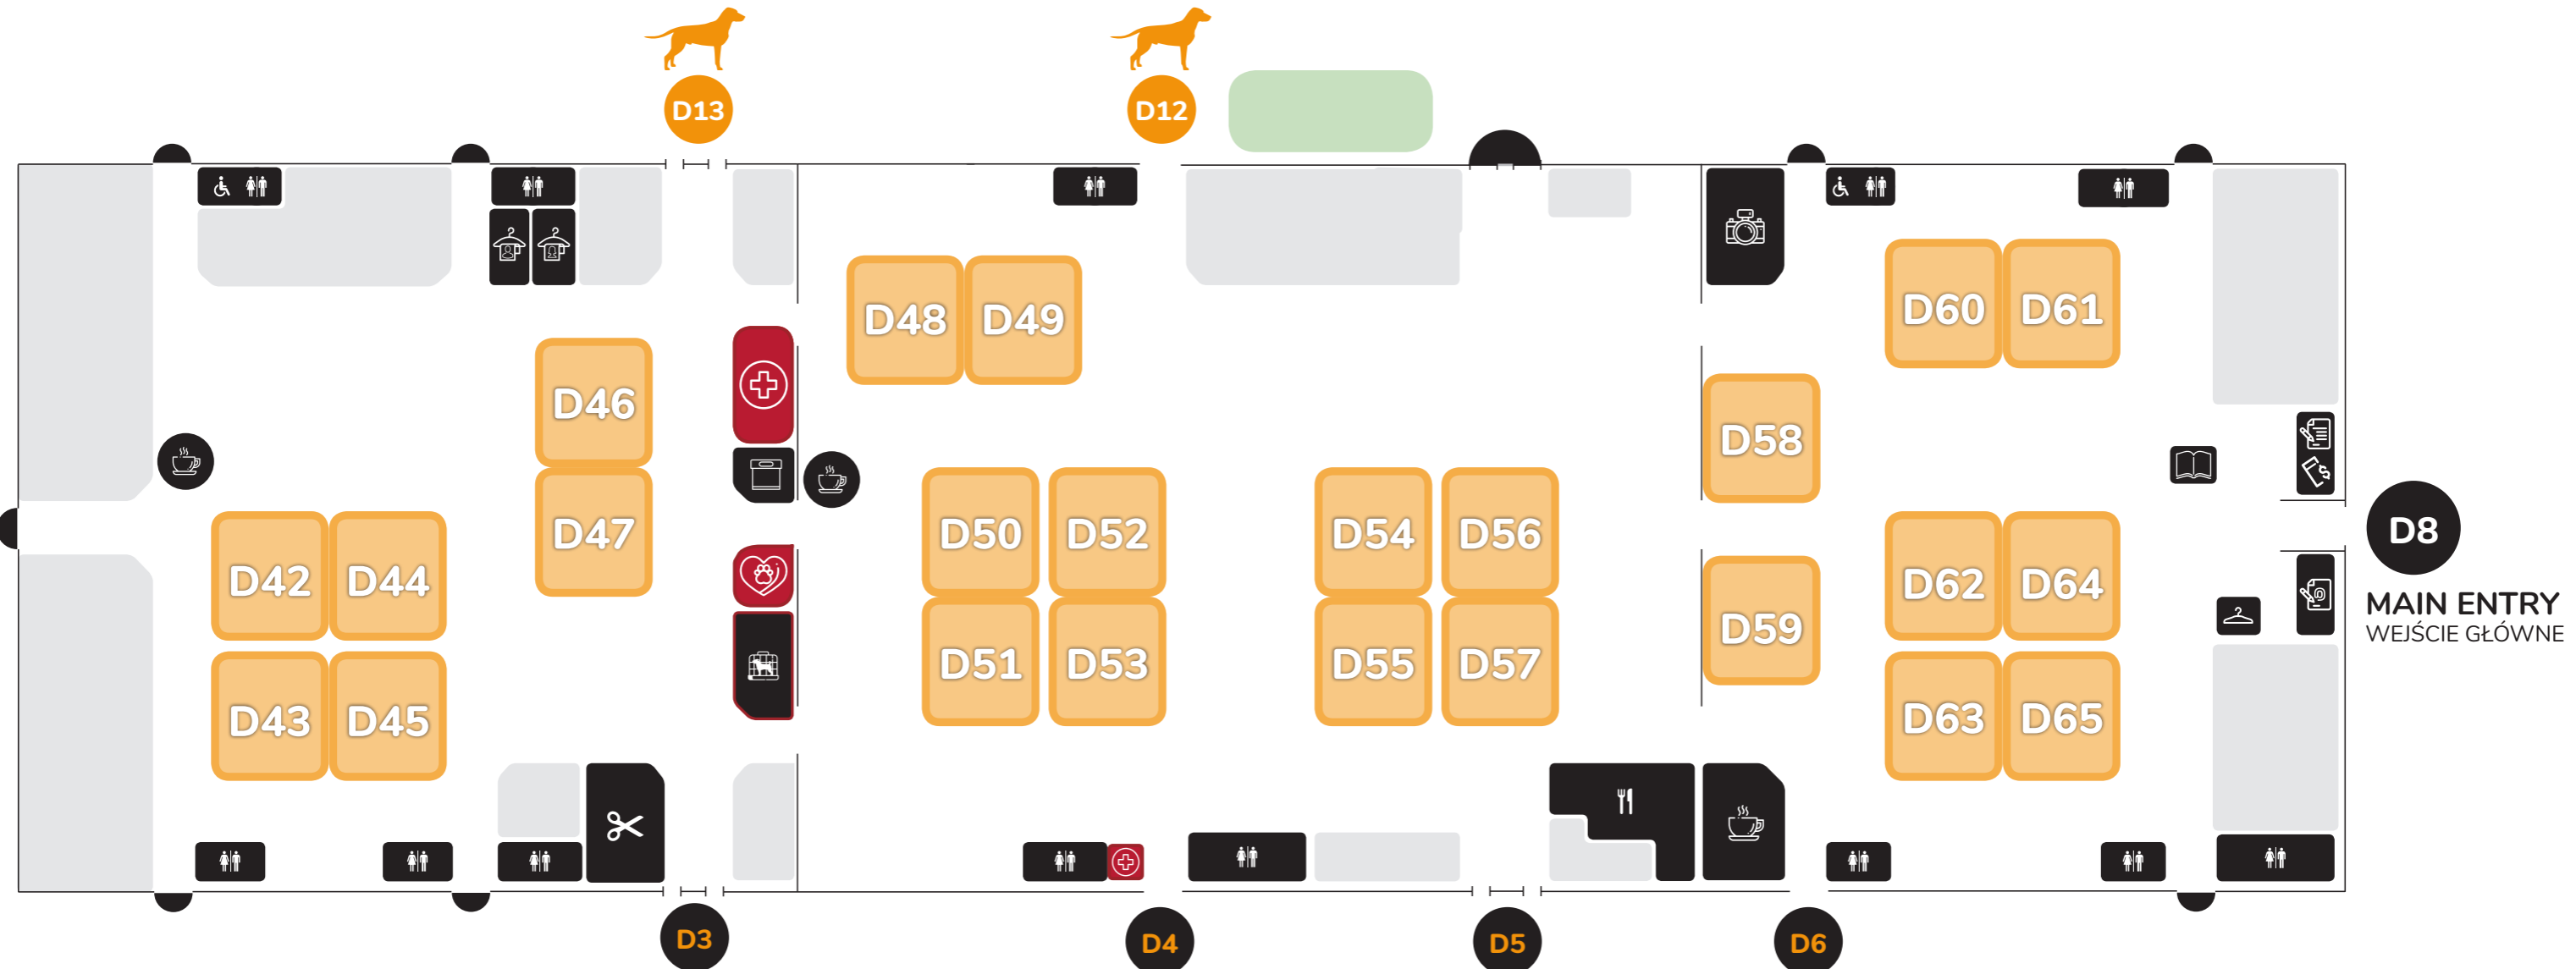 D13
D12
D48
D49
D60
D61
D46
D58
D47
D50
D52
D54
D56
D42
D44
D62
D64
D8
MAIN ENTRY
WEJŚCIE GŁÓWNE
D51
D53
D55
D57
D59
D43
D45
D63
D65
D3
D4
D5
D6